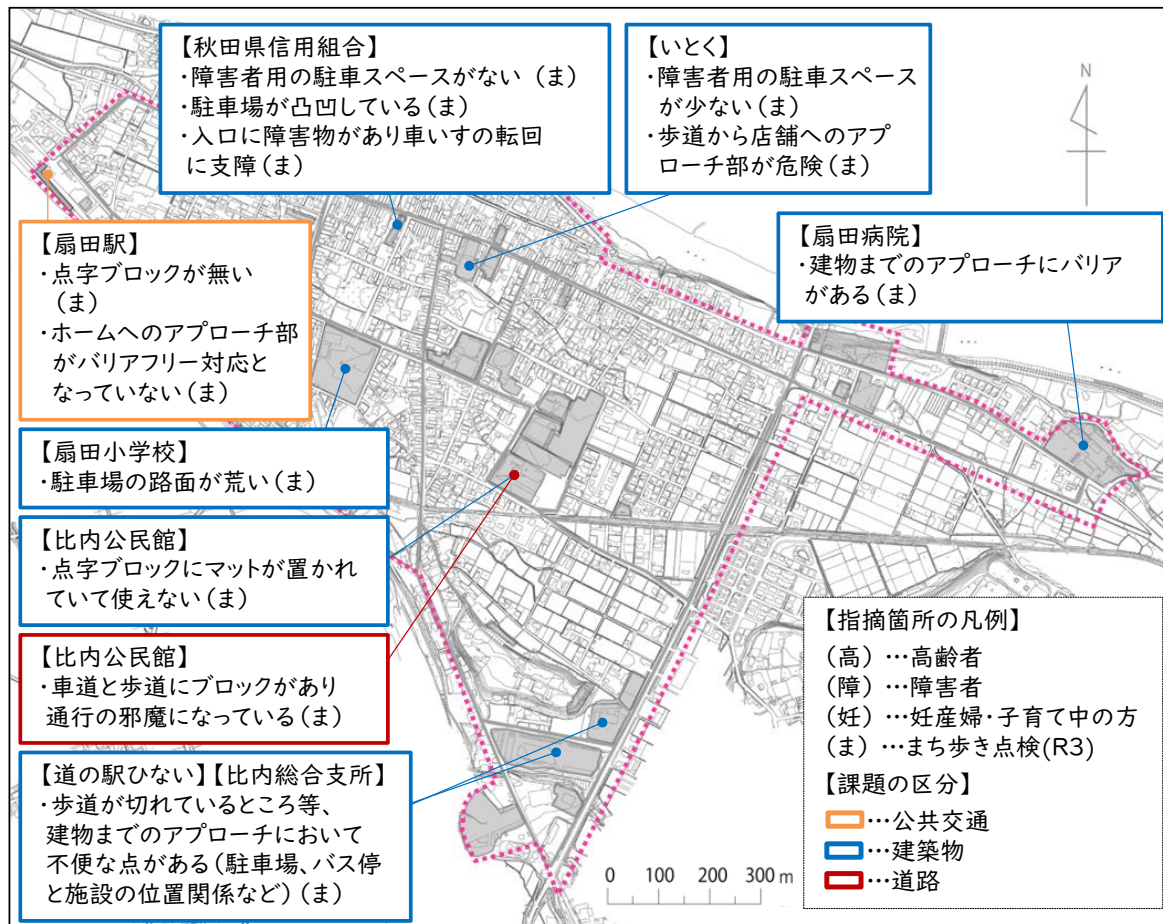 【秋田県信用組合】
・障害者用の駐車スペースがない (ま)
・駐車場が凸凹している(ま)
・入口に障害物があり車いすの転回
に支障(ま)
【いとく】
・障害者用の駐車スペース
が少ない(ま)
・歩道から店舗へのアプ
ローチ部が危険(ま)
N
【扇田駅】
・点字ブロックが無い
(ま)
・ホームへのアプローチ部
がバリアフリー対応と
なっていない(ま)
【扇田病院】
・建物までのアプローチにバリア
がある(ま)
【扇田小学校】
・駐車場の路面が荒い(ま)
【比内公民館】
・点字ブロックにマットが置かれ
ていて使えない(ま)
【比内公民館】
・車道と歩道にブロックがあり
通行の邪魔になっている(ま)
【道の駅ひない】【比内総合支所】
・歩道が切れているところ等、
建物までのアプローチにおいて
不便な点がある(駐車場、バス停
と施設の位置関係など)(ま)
0 100 200 300 m
【指摘箇所の凡例】
(高)…高齢者
(障)…障害者
(妊)…妊産婦・子育て中の方
(ま)…まち歩き点検(R3)
【課題の区分】
…公共交通
…建築物
…道路